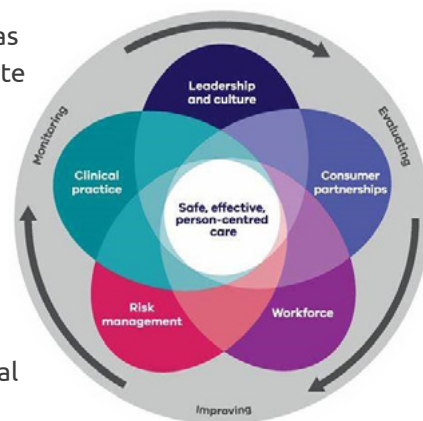 as
te
Leadership
and culture
Monitoring
Evaluating
Clinical
practice
Consumer
partnerships
Safe, effective,
person-centred
care
Risk
management
Workforce
al
Improving